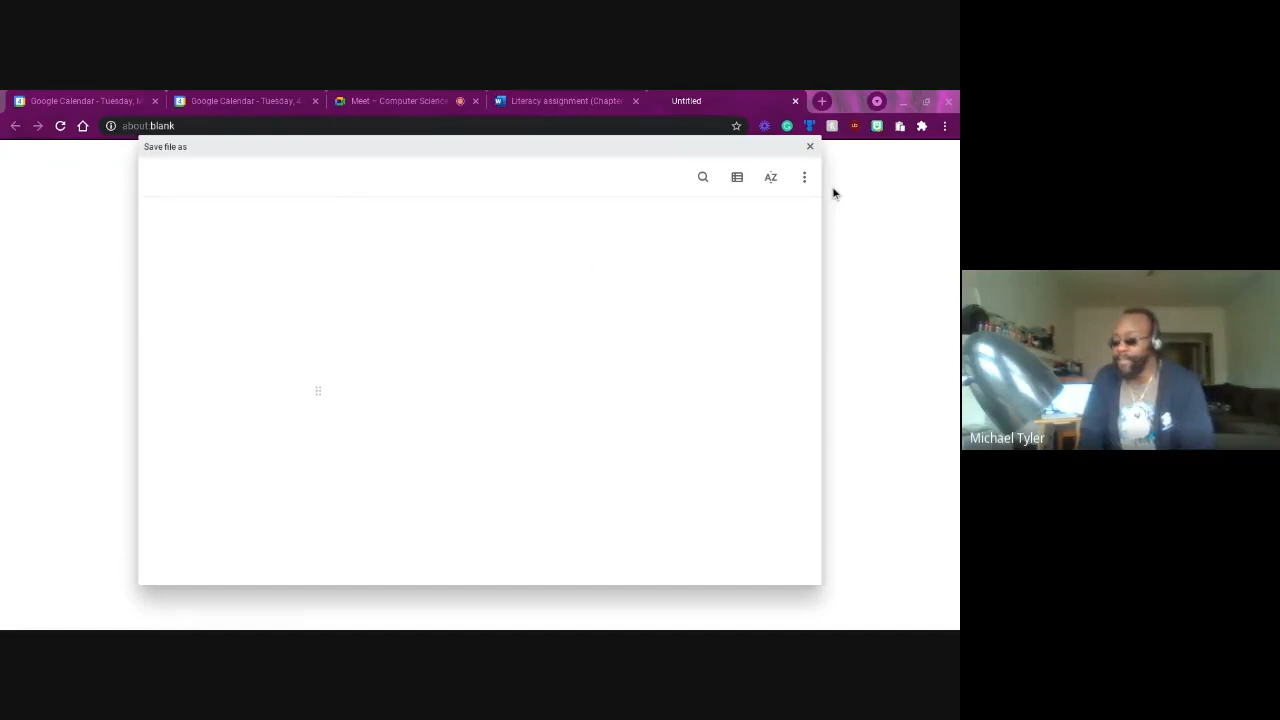 Google Calendar - Tuesday, M
Google Calendar - Tuesday, 4
Meet – Computer Science
Literacy assignment (Chapter
Untitled
about:blank
Save file as
AZ
Michael Tyler